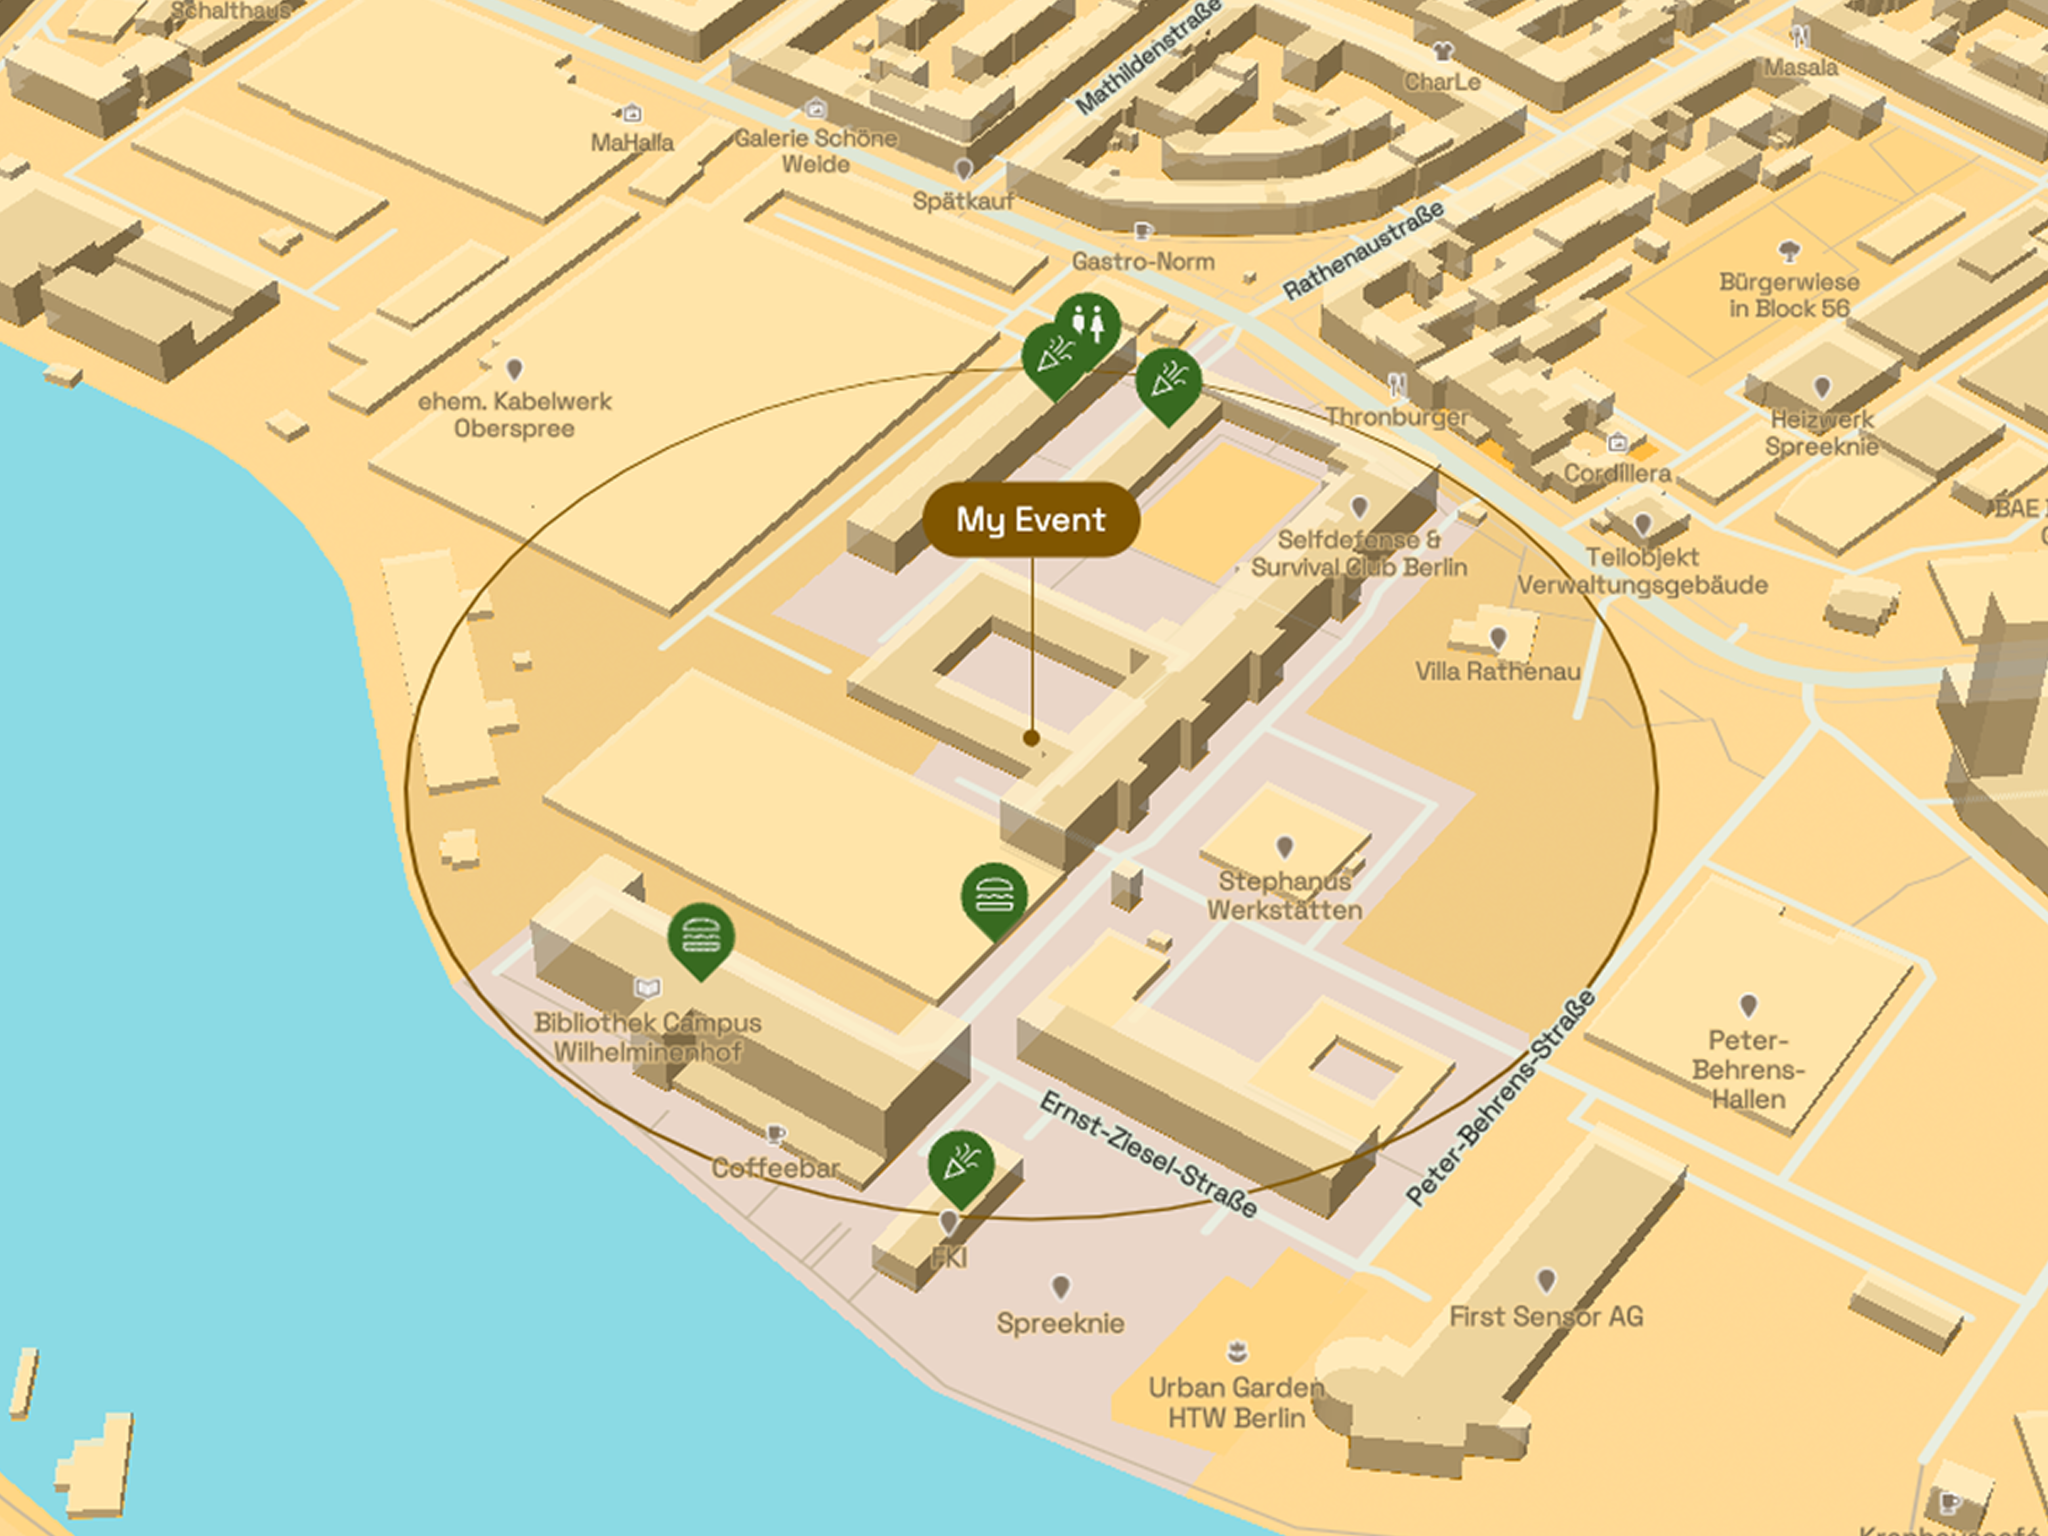 Schalthaus
Mathildenstraße
CharLe
Masala
MaHalla
Galerie Schöne
Weide
Spätkauf
Gastro-Norm
Rathenaustraße
Bürgerwiese
in Block 56
ehem. Kabelwerk
Oberspree
Thronburger
Heizwerk
Spreeknie
Cordillera
BAE
My Event
Selfdefense &
Survival Club Berlin
Teilobjekt
Verwaltungsgebäude
Villa Rathenau
Stephanus
Werkstätten
Bibliothek Campus
Wilhelminenhof
Peter-
Behrens-
Hallen
Peter-Behrens-Straße
Ernst-Ziesel-Straße
Coffeebar
FKI
Spreeknie
First Sensor AG
Urban Garden
HTW Berlin